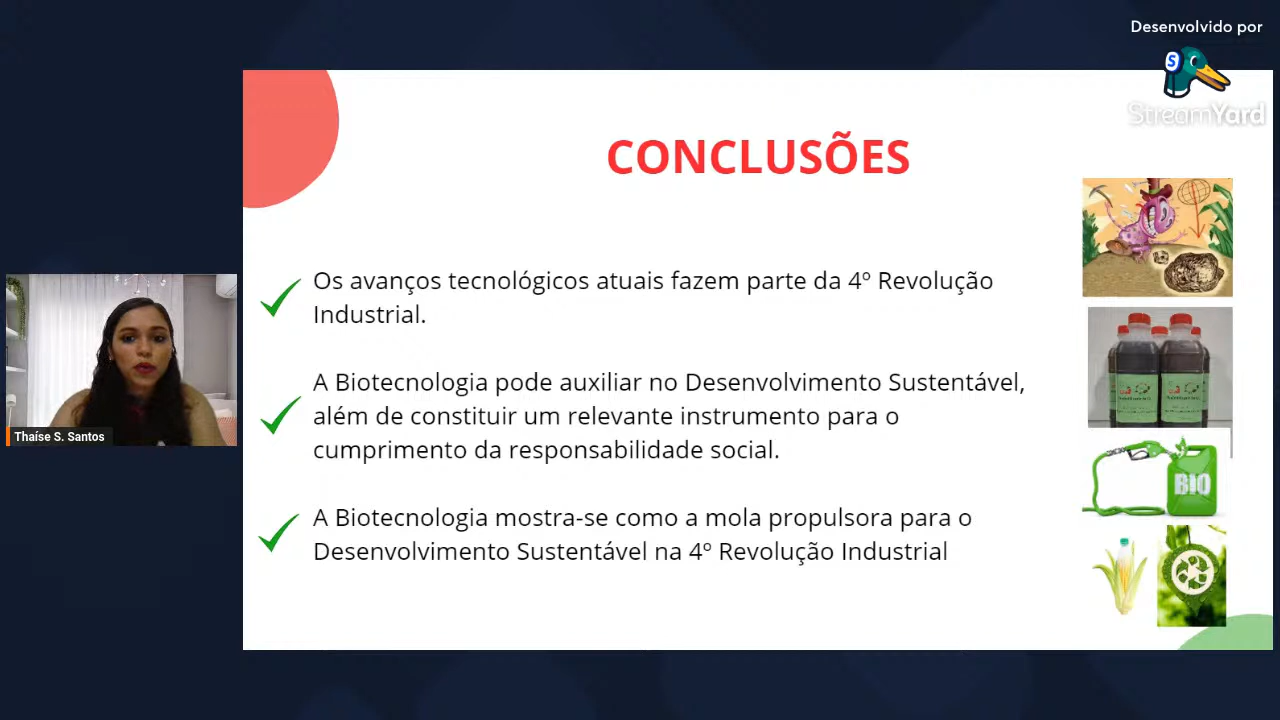 Desenvolvido por
StreamYard
CONCLUSÕES
Os avanços tecnológicos atuais fazem parte da 4º Revolução
Industrial.
A Biotecnologia pode auxiliar no Desenvolvimento Sustentável,
além de constituir um relevante instrumento para o
cumprimento da responsabilidade social.
A Biotecnologia mostra-se como a mola propulsora para o
Desenvolvimento Sustentável na 4º Revolução Industrial
BIO
Thaíse S. Santos